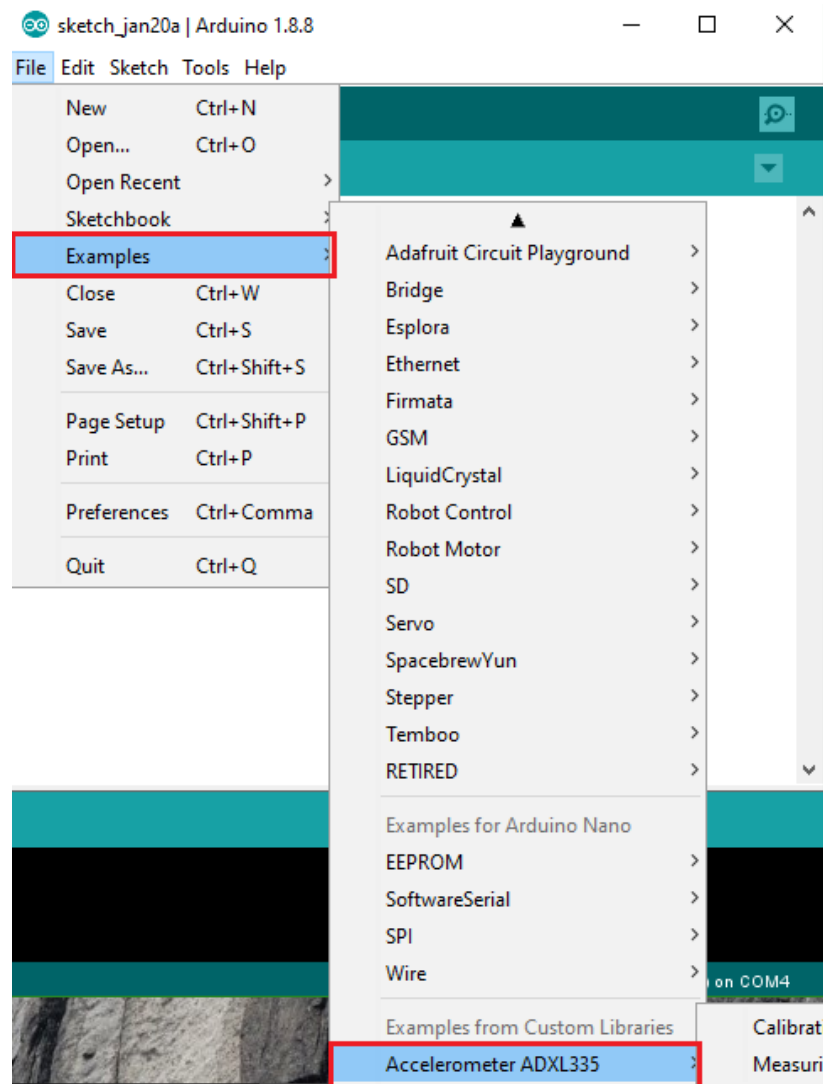 sketch_jan20a | Arduino 1.8.8
File Edit Sketch Tools Help
New Ctrl+N
Open... Ctrl+O
Open Recent
Sketchbook
Examples
Close Ctrl+W
Save Ctrl+S
Save As... Ctrl+Shift+S
Page Setup Ctrl+Shift+P
Print Ctrl+P
Preferences Ctrl+Comma
Quit Ctrl+Q
Adafruit Circuit Playground
Bridge
Esplora
Ethernet
Firmata
GSM
LiquidCrystal
Robot Control
Robot Motor
SD
Servo
SpacebrewYun
Stepper
Temboo
RETIRED
Examples for Arduino Nano
EEPROM
SoftwareSerial
SPI
Wire
on COM4
Examples from Custom Libraries
Accelerometer ADXL335
Calibrat
Measuri